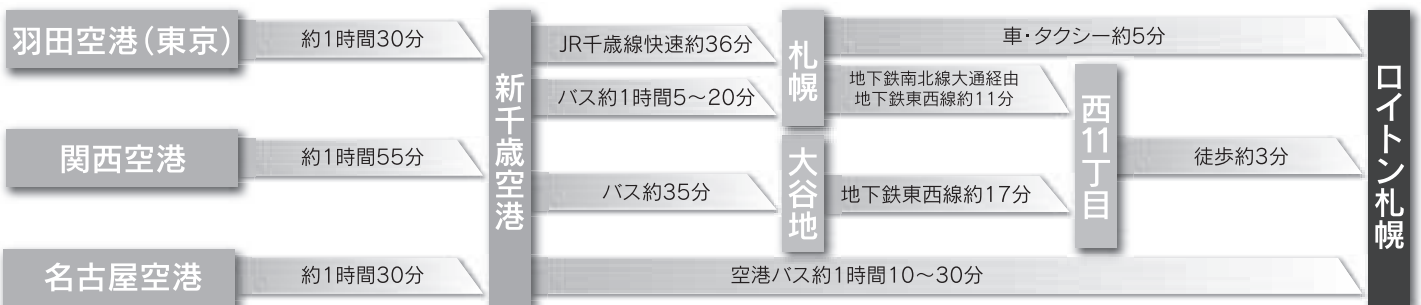 羽田空港(東京)
約1時間30分
関西空港
約1時間55分
名古屋空港
約1時間30分
新千歳空港
JR千歳線快速約36分
バス約1時間5〜20分
バス約35分
空港バス約1時間10〜30分
札幌
大谷地
車・タクシー約5分
地下鉄南北線大通経由
地下鉄東西線約11分
地下鉄東西線約17分
西11丁目
徒歩約3分
ロイトン札幌